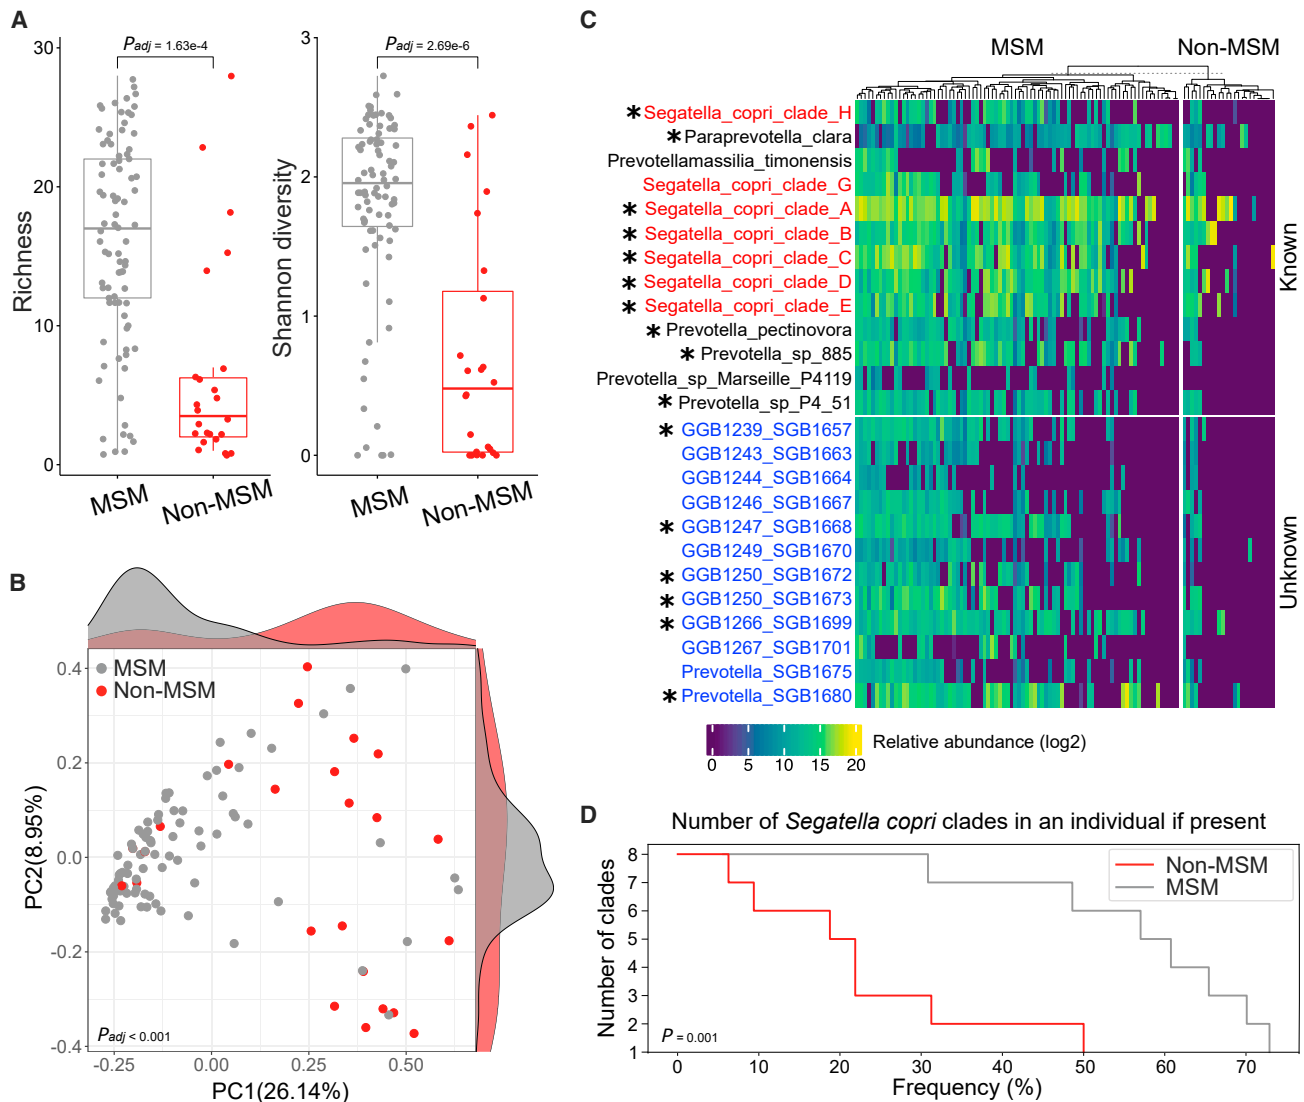 A
Padj = 1.63e-4
Richness
30
20
10
0
MSM
Non-MSM
Padj = 2.69e-6
Shannon diversity
3
2
1
0
MSM
Non-MSM
B
MSM
Non-MSM
PC2(8.95%)
0.4
0.2
0.0
-0.2
-0.4
Padj < 0.001
-0.25
0.00
0.25
0.50
PC1(26.14%)
C
MSM
Non-MSM
* Segatella_copri_clade_H
* Paraprevotella_clara
Prevotellamassilia_timonensis
Segatella_copri_clade_G
* Segatella_copri_clade_A
* Segatella_copri_clade_B
* Segatella_copri_clade_C
* Segatella_copri_clade_D
* Segatella_copri_clade_E
* Prevotella_pectinovora
* Prevotella_sp_885
Prevotella_sp_Marseille_P4119
* Prevotella_sp_P4_51
Known
* GGB1239_SGB1657
GGB1243_SGB1663
GGB1244_SGB1664
GGB1246_SGB1667
* GGB1247_SGB1668
GGB1249_SGB1670
* GGB1250_SGB1672
* GGB1250_SGB1673
* GGB1266_SGB1699
GGB1267_SGB1701
Prevotella_SGB1675
* Prevotella_SGB1680
Unknown
0 5 10 15 20
Relative abundance (log2)
D
Number of Segatella copri clades in an individual if present
Number of clades
8
7
6
5
4
3
2
1
Non-MSM
MSM
P = 0.001
0 10 20 30 40 50 60 70
Frequency (%)